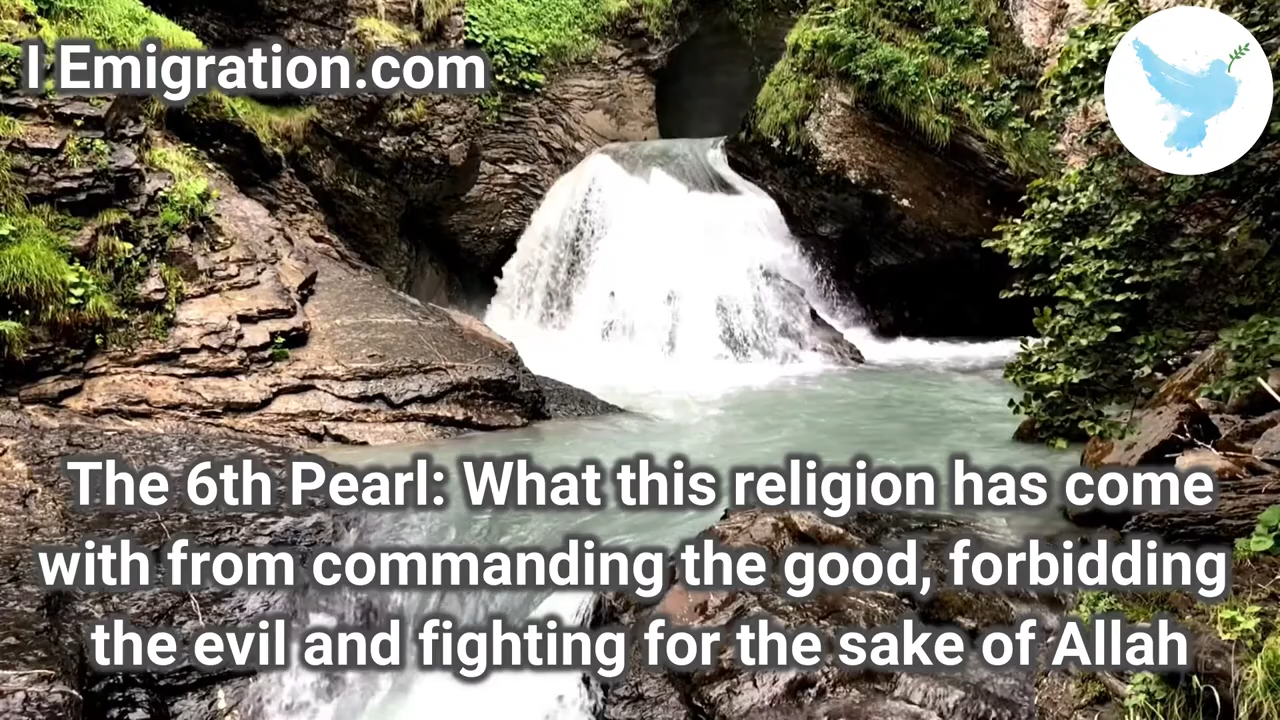 I Emigration.com
The 6th Pearl: What this religion has come
with from commanding the good, forbidding
the evil and fighting for the sake of Allah